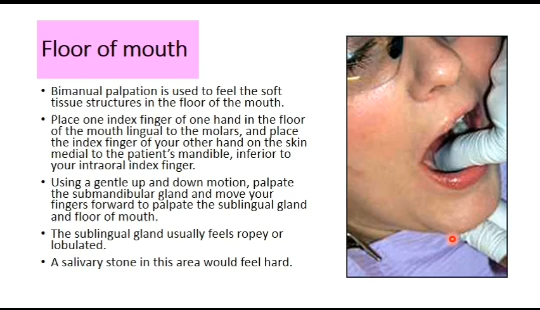 Floor of mouth
• Bimanual palpation is used to feel the soft
tissue structures in the floor of the mouth.
• Place one index finger of one hand in the floor
of the mouth lingual to the molars, and place
the index finger of your other hand on the skin
medial to the patient's mandible, inferior to
your intraoral index finger.
• Using a gentle up and down motion, palpate
the submandibular gland and move your
fingers forward to palpate the sublingual gland
and floor of mouth.
• The sublingual gland usually feels ropey or
lobulated.
• A salivary stone in this area would feel hard.